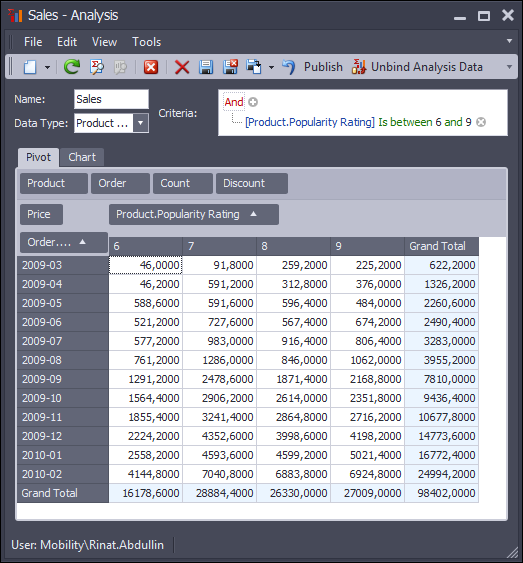 Sales - Analysis
File Edit View Tools
Publish Unbind Analysis Data
Name: Sales
Data Type: Product ...
Criteria:
And
[Product.Popularity Rating] Is between 6 and 9
Pivot Chart
Product Order Count Discount
Price Product.Popularity Rating
Order.... 6 7 8 9 Grand Total
2009-03 46,0000 91,8000 259,2000 225,2000 622,2000
2009-04 46,2000 591,2000 312,8000 376,0000 1326,2000
2009-05 588,6000 591,6000 596,4000 484,0000 2260,6000
2009-06 521,2000 727,6000 567,4000 674,2000 2490,4000
2009-07 577,2000 983,0000 916,4000 806,4000 3283,0000
2009-08 761,2000 1286,0000 846,0000 1062,0000 3955,2000
2009-09 1291,2000 2478,6000 1871,4000 2168,8000 7810,0000
2009-10 1564,4000 2906,2000 2614,0000 2351,8000 9436,4000
2009-11 1855,4000 3241,4000 2864,8000 2716,2000 10677,8000
2009-12 2224,2000 4352,6000 3998,6000 4198,2000 14773,6000
2010-01 2558,2000 4593,6000 4599,2000 5021,4000 16772,4000
2010-02 4144,8000 7040,8000 6883,8000 6924,8000 24994,2000
Grand Total 16178,6000 28884,4000 26330,0000 27009,0000 98402,0000
User: Mobility\Rinat.Abdullin